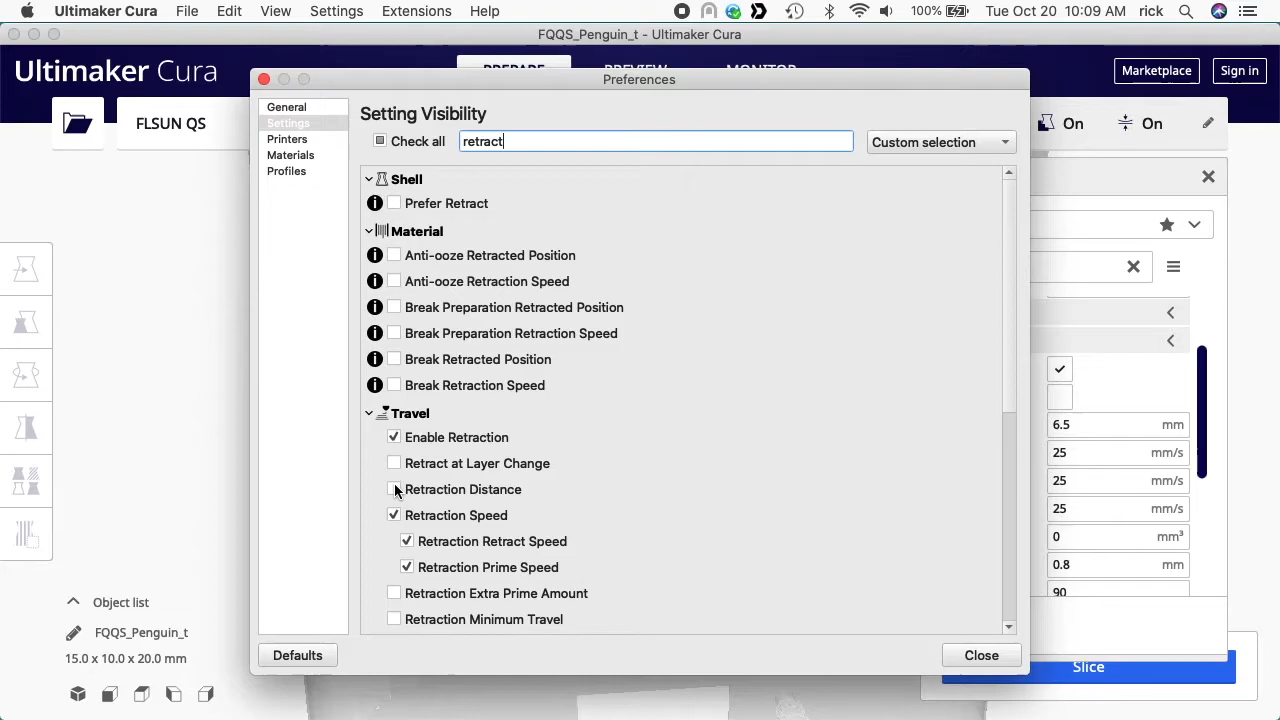 Ultimaker Cura File Edit View Settings Extensions Help 100% Tue Oct 20 10:09 AM rick
FQQS_Penguin_t - Ultimaker Cura
Ultimaker Cura
PREPARE PREVIEW MONITOR
Marketplace
Sign in
Preferences
FLSUN QS
On
On
General
Settings
Printers
Materials
Profiles
Setting Visibility
Check all
retract
Custom selection
Shell
Prefer Retract
Material
Anti-ooze Retracted Position
Anti-ooze Retraction Speed
Break Preparation Retracted Position
Break Preparation Retraction Speed
Break Retracted Position
Break Retraction Speed
Travel
Enable Retraction
Retract at Layer Change
Retraction Distance
Retraction Speed
Retraction Retract Speed
Retraction Prime Speed
Retraction Extra Prime Amount
Retraction Minimum Travel
Defaults
Close
6.5 mm
25 mm/s
25 mm/s
25 mm/s
0 mm³
0.8 mm
90
Object list
FQQS_Penguin_t
15.0 x 10.0 x 20.0 mm
Slice